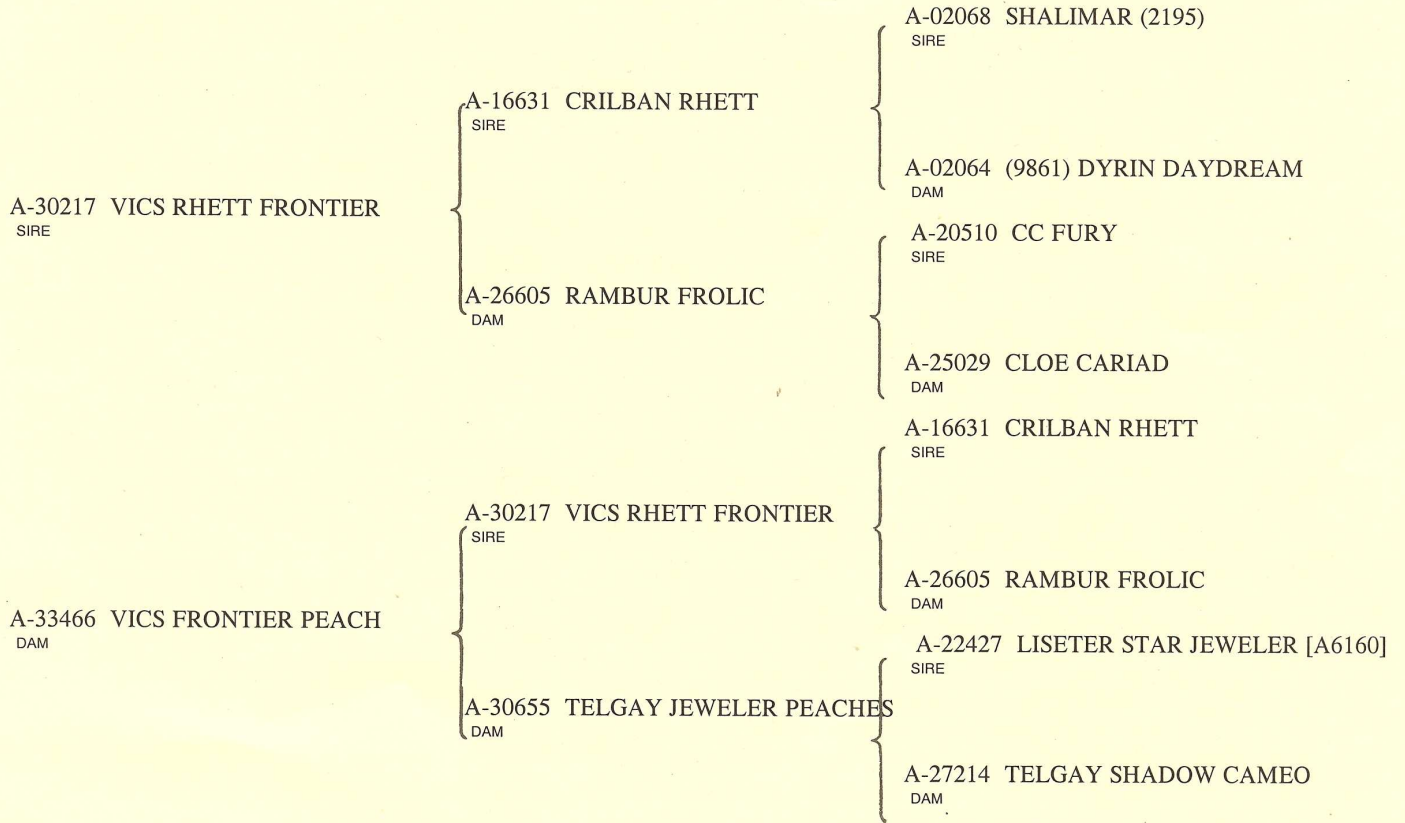 A-02068 SHALIMAR (2195)
SIRE
A-16631 CRILBAN RHETT
SIRE
A-02064 (9861) DYRIN DAYDREAM
DAM
A-30217 VICS RHETT FRONTIER
SIRE
A-20510 CC FURY
SIRE
A-26605 RAMBUR FROLIC
DAM
A-25029 CLOE CARIAD
DAM
A-16631 CRILBAN RHETT
SIRE
A-30217 VICS RHETT FRONTIER
SIRE
A-26605 RAMBUR FROLIC
DAM
A-33466 VICS FRONTIER PEACH
DAM
A-22427 LISETER STAR JEWELER [A6160]
SIRE
A-30655 TELGAY JEWELER PEACHES
DAM
A-27214 TELGAY SHADOW CAMEO
DAM